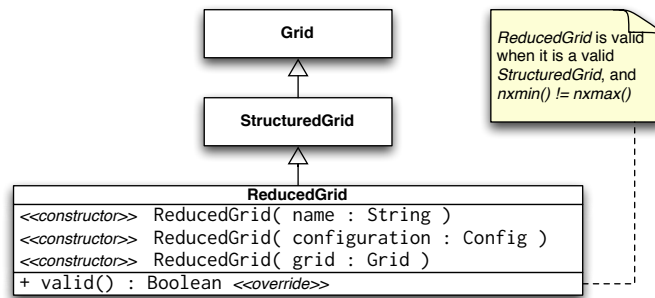 Grid
StructuredGrid
ReducedGrid is valid
when it is a valid
StructuredGrid, and
nxmin() != nxmax()
ReducedGrid
<<constructor>> ReducedGrid( name : String )
<<constructor>> ReducedGrid( configuration : Config )
<<constructor>> ReducedGrid( grid : Grid )
+ valid() : Boolean <<override>>